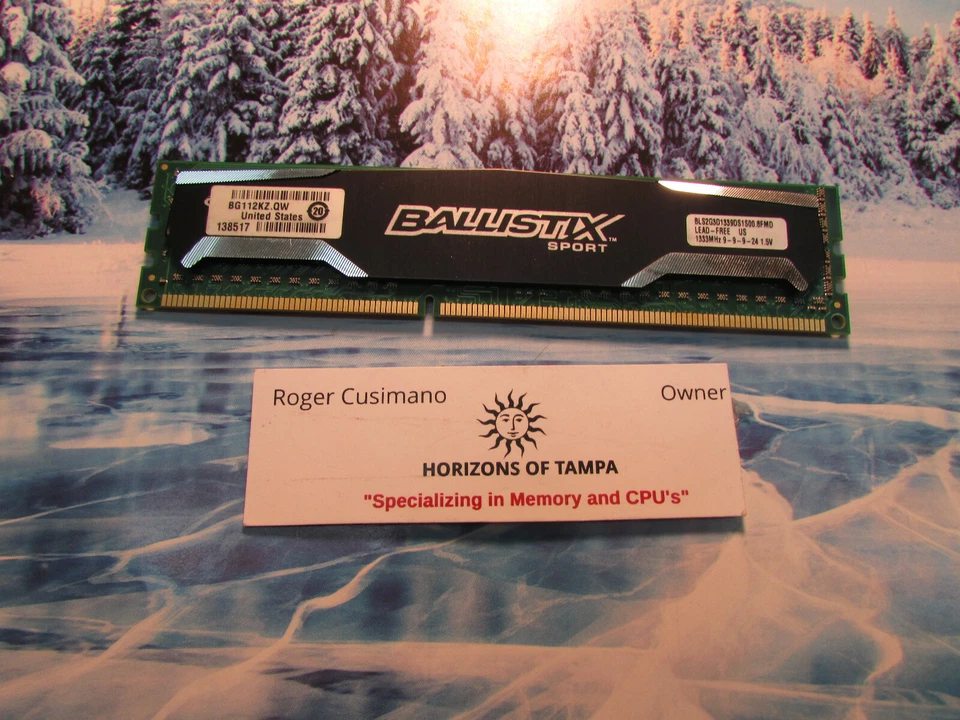 8G112KZ.QW
United States
20
138517
BALLISTIX™
SPORT
BLS2G3D1339DS1S00.8FMD
LEAD-FREE US
1333MHz 9-9-9-24 1.5V
Roger Cusimano
Owner
HORIZONS OF TAMPA
"Specializing in Memory and CPU's"